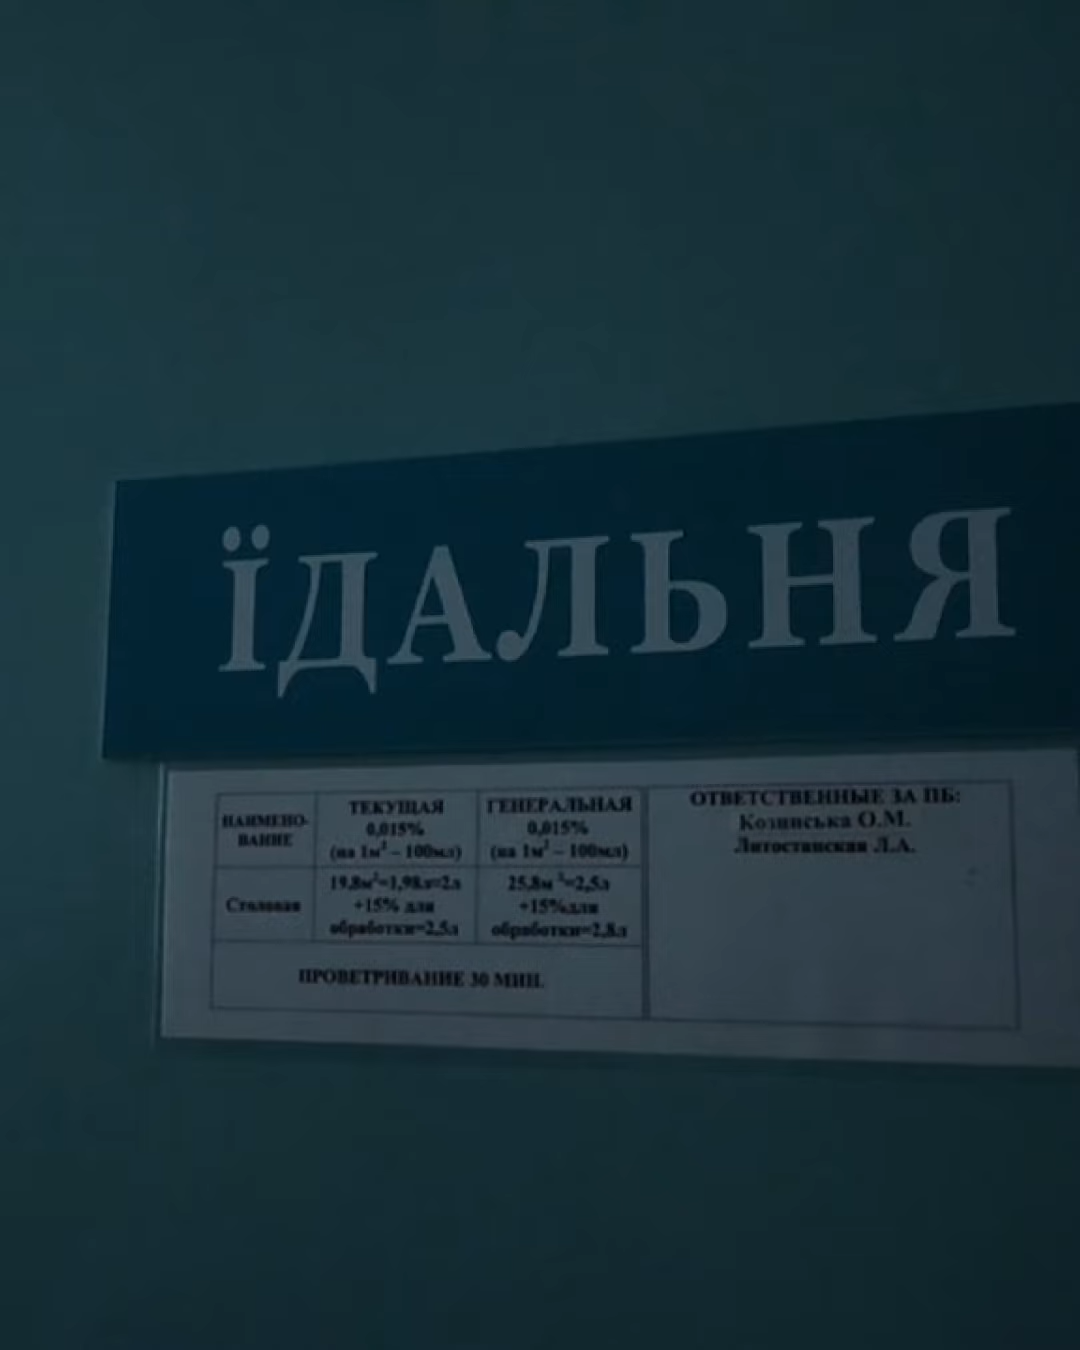 ЇДАЛЬНЯ
НАИМЕНО-
ВАНИЕ
ТЕКУЩАЯ
0,015%
(на 1м² – 100мл)
ГЕНЕРАЛЬНАЯ
0,015%
(на 1м² – 100мл)
Столовая
19,8м²=1,98л=2л
+15% для
обработки=2,5л
25,8м ²=2,5л
+15%для
обработки=2,8л
ПРОВЕТРИВАНИЕ 30 МИН.
ОТВЕТСТВЕННЫЕ ЗА ПБ:
Козинська О.М.
Литостанская Л.А.